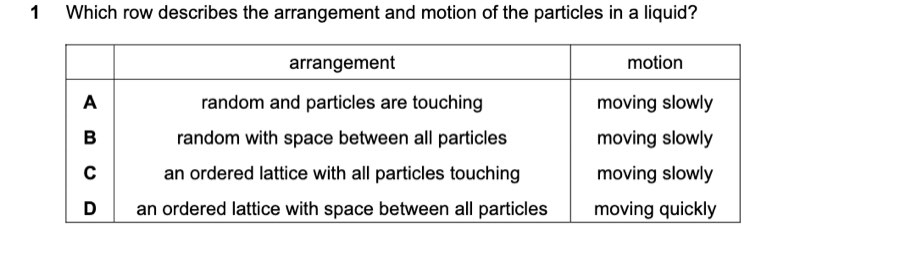 1 Which row describes the arrangement and motion of the particles in a liquid?
arrangement motion
A random and particles are touching moving slowly
B random with space between all particles moving slowly
C an ordered lattice with all particles touching moving slowly
D an ordered lattice with space between all particles moving quickly